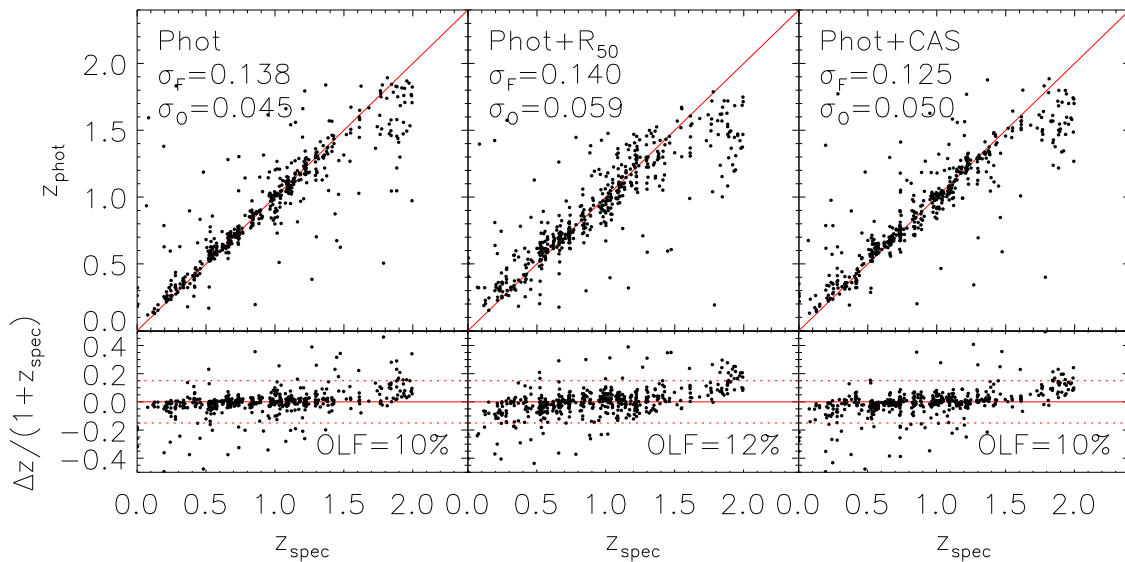 Phot
σF=0.138
σO=0.045
Phot+R50
σF=0.140
σO=0.059
Phot+CAS
σF=0.125
σO=0.050
zphot
2.0
1.5
1.0
0.5
0.0
Δz/(1+zspec)
0.4
0.2
0.0
−0.2
−0.4
OLF=10%
OLF=12%
OLF=10%
0.0 0.5 1.0 1.5 2.0 0.0 0.5 1.0 1.5 2.0 0.0 0.5 1.0 1.5 2.0
zspec zspec zspec